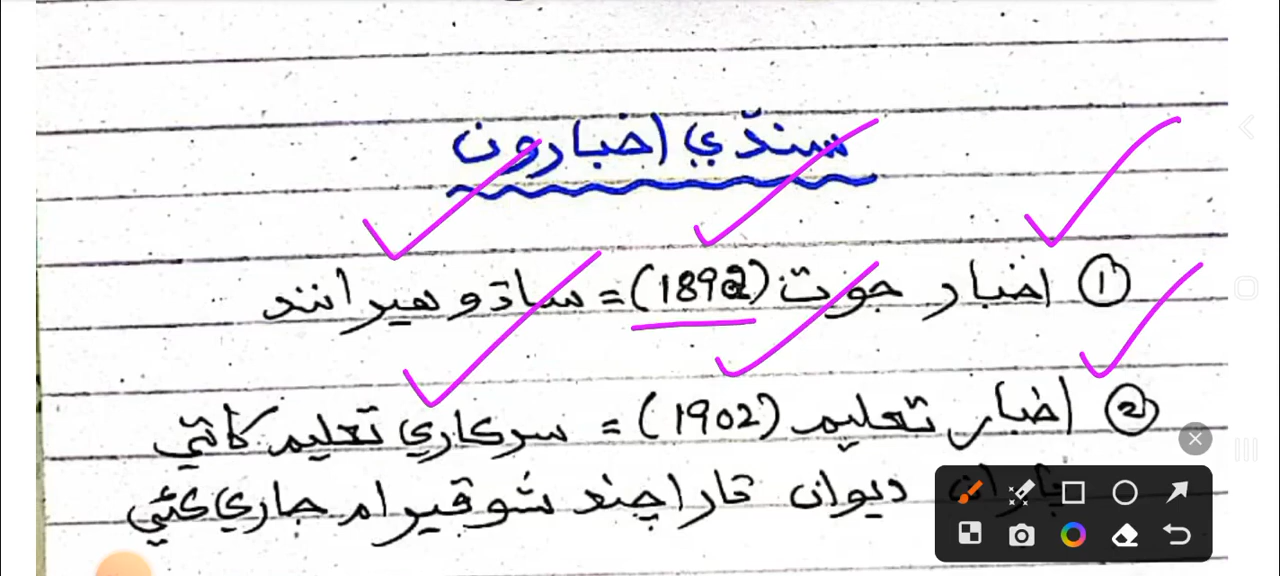 سنڌي اخبارون
① اخبار جوت (1892) = ساڌو هيرانند
② اخبار تعليم (1902) = سرڪاري تعليم کاتي
ديوان تاراچند شوقيرام جاري ڪئي